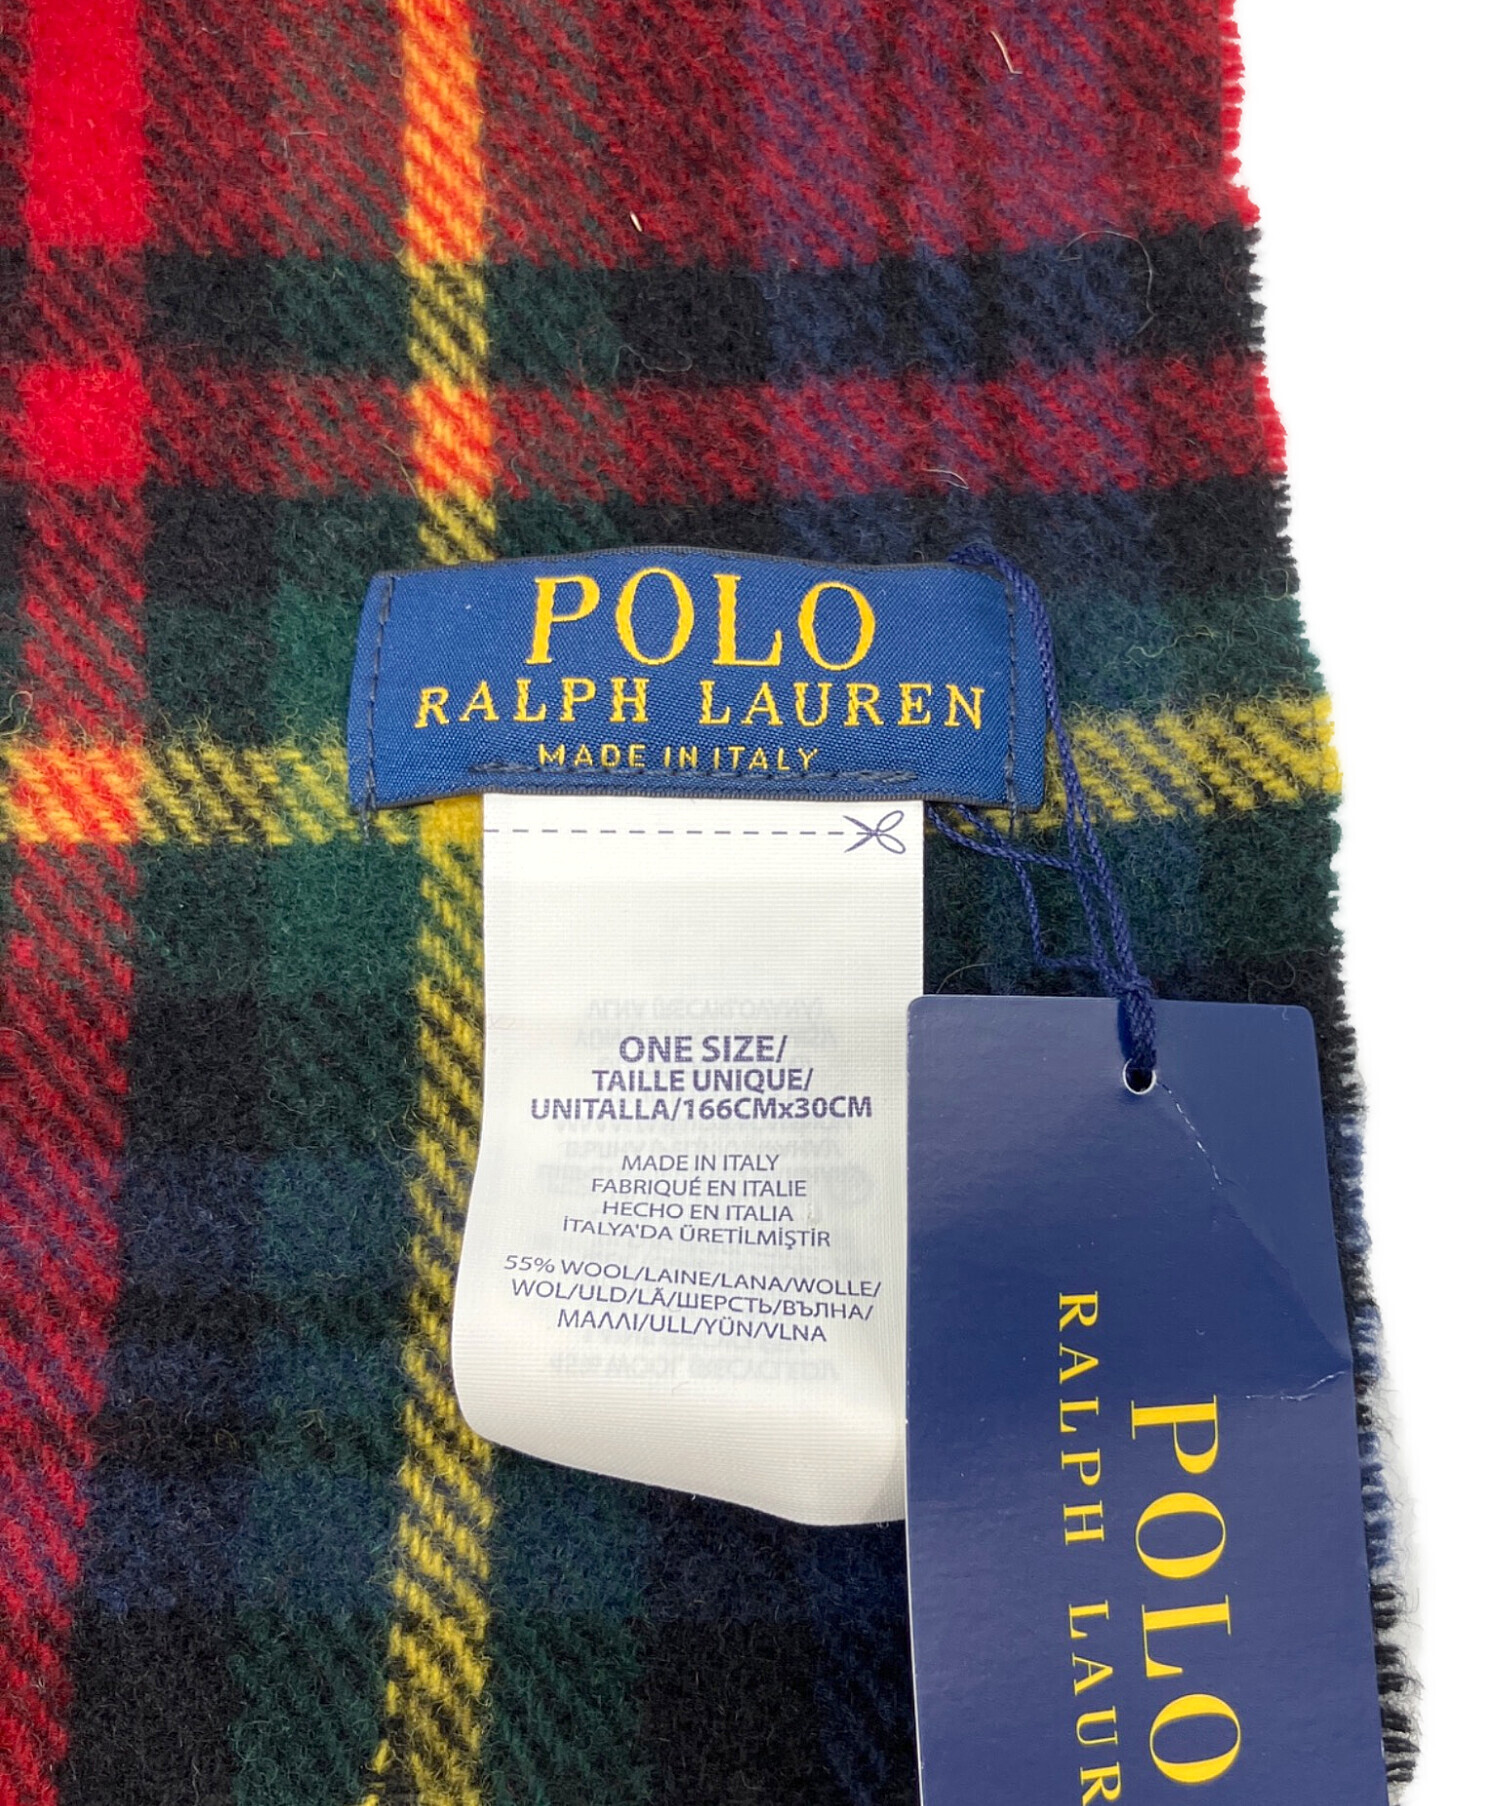 POLO
RALPH LAUREN
MADE IN ITALY
ONE SIZE/
TAILLE UNIQUE/
UNITALLA/166CMx30CM
MADE IN ITALY
FABRIQUÉ EN ITALIE
HECHO EN ITALIA
İTALYA'DA ÜRETİLMİŞTİR
55% WOOL/LAINE/LANA/WOLLE/
WOL/ULD/LÃ/ШЕРСТЬ/ВЪЛНА/
ΜΑΛΛΙ/ULL/YÜN/VLNA
POLO
RALPH LAUR